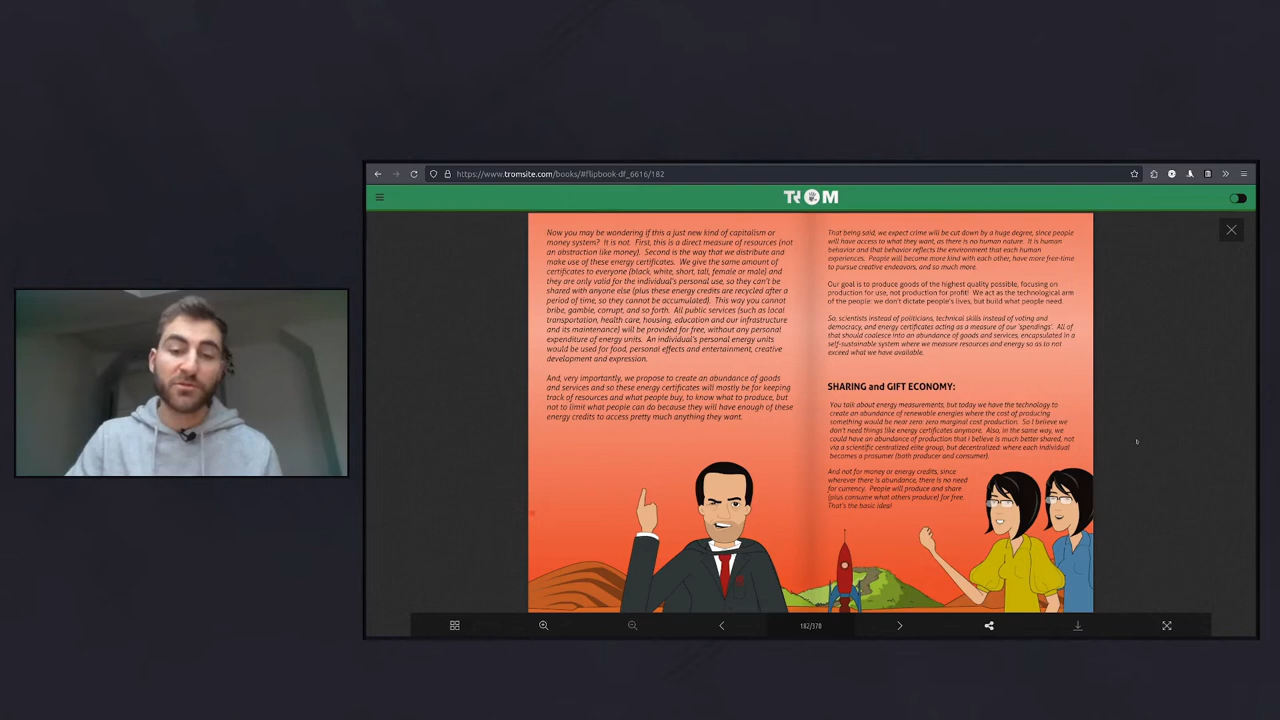 https://www.tromsite.com/books/#flipbook-df_6616/182
TROM
Now you may be wondering if this a just new kind of capitalism or
money system? It is not. First, this is a direct measure of resources (not
an abstraction like money). Second is the way that we distribute and
make use of these energy certificates. We give the same amount of
certificates to everyone (black, white, short, tall, female or male) and
they are only valid for the individual's personal use, so they can't be
shared with anyone else (plus these energy credits are recycled after a
period of time, so they cannot be accumulated). This way you cannot
bribe, gamble, corrupt, and so forth. All public services (such as local
transportation, health care, housing, education and our infrastructure
and its maintenance) will be provided for free, without any personal
expenditure of energy units. An individual's personal energy units
would be used for food, personal effects and entertainment, creative
development and expression.
And, very importantly, we propose to create an abundance of goods
and services and so these energy certificates will mostly be for keeping
track of resources and what people buy, to know what to produce, but
not to limit what people can do because they will have enough of these
energy credits to access pretty much anything they want.
That being said, we expect crime will be cut down by a huge degree, since people
will have access to what they want, as there is no human nature. It is human
behavior and that behavior reflects the environment that each human
experiences. People will become more kind with each other, have more free-time
to pursue creative endeavors, and so much more.
Our goal is to produce goods of the highest quality possible, focusing on
production for use, not production for profit! We act as the technological arm
of the people: we don't dictate people's lives, but build what people need.
So, scientists instead of politicians, technical skills instead of voting and
democracy, and energy certificates acting as a measure of our 'spendings'. All of
that should coalesce into an abundance of goods and services, encapsulated in a
self-sustainable system where we measure resources and energy so as to not
exceed what we have available.
SHARING and GIFT ECONOMY:
You talk about energy measurements, but today we have the technology to
create an abundance of renewable energies where the cost of producing
something would be near zero: zero marginal cost production. So I believe we
don't need things like energy certificates anymore. Also, in the same way, we
could have an abundance of production that I believe is much better shared, not
via a scientific centralized elite group, but decentralized: where each individual
becomes a prosumer (both producer and consumer).
And not for money or energy credits, since
wherever there is abundance, there is no need
for currency. People will produce and share
(plus consume what others produce) for free.
That's the basic idea!
182/370